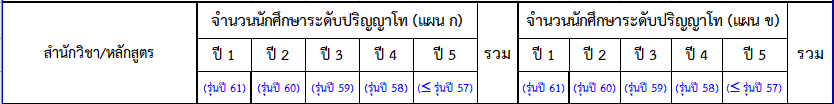 จำนวนนักศึกษาระดับปริญญาโท (แผน ก) จำนวนนักศึกษาระดับปริญญาโท (แผน ข)
สำนักวิชา/หลักสูตร ปี 1 ปี 2 ปี 3 ปี 4 ปี 5 รวม ปี 1 ปี 2 ปี 3 ปี 4 ปี 5 รวม
(รุ่นปี 61) (รุ่นปี 60) (รุ่นปี 59) (รุ่นปี 58) (≤ รุ่นปี 57) (รุ่นปี 61) (รุ่นปี 60) (รุ่นปี 59) (รุ่นปี 58) (≤ รุ่นปี 57)